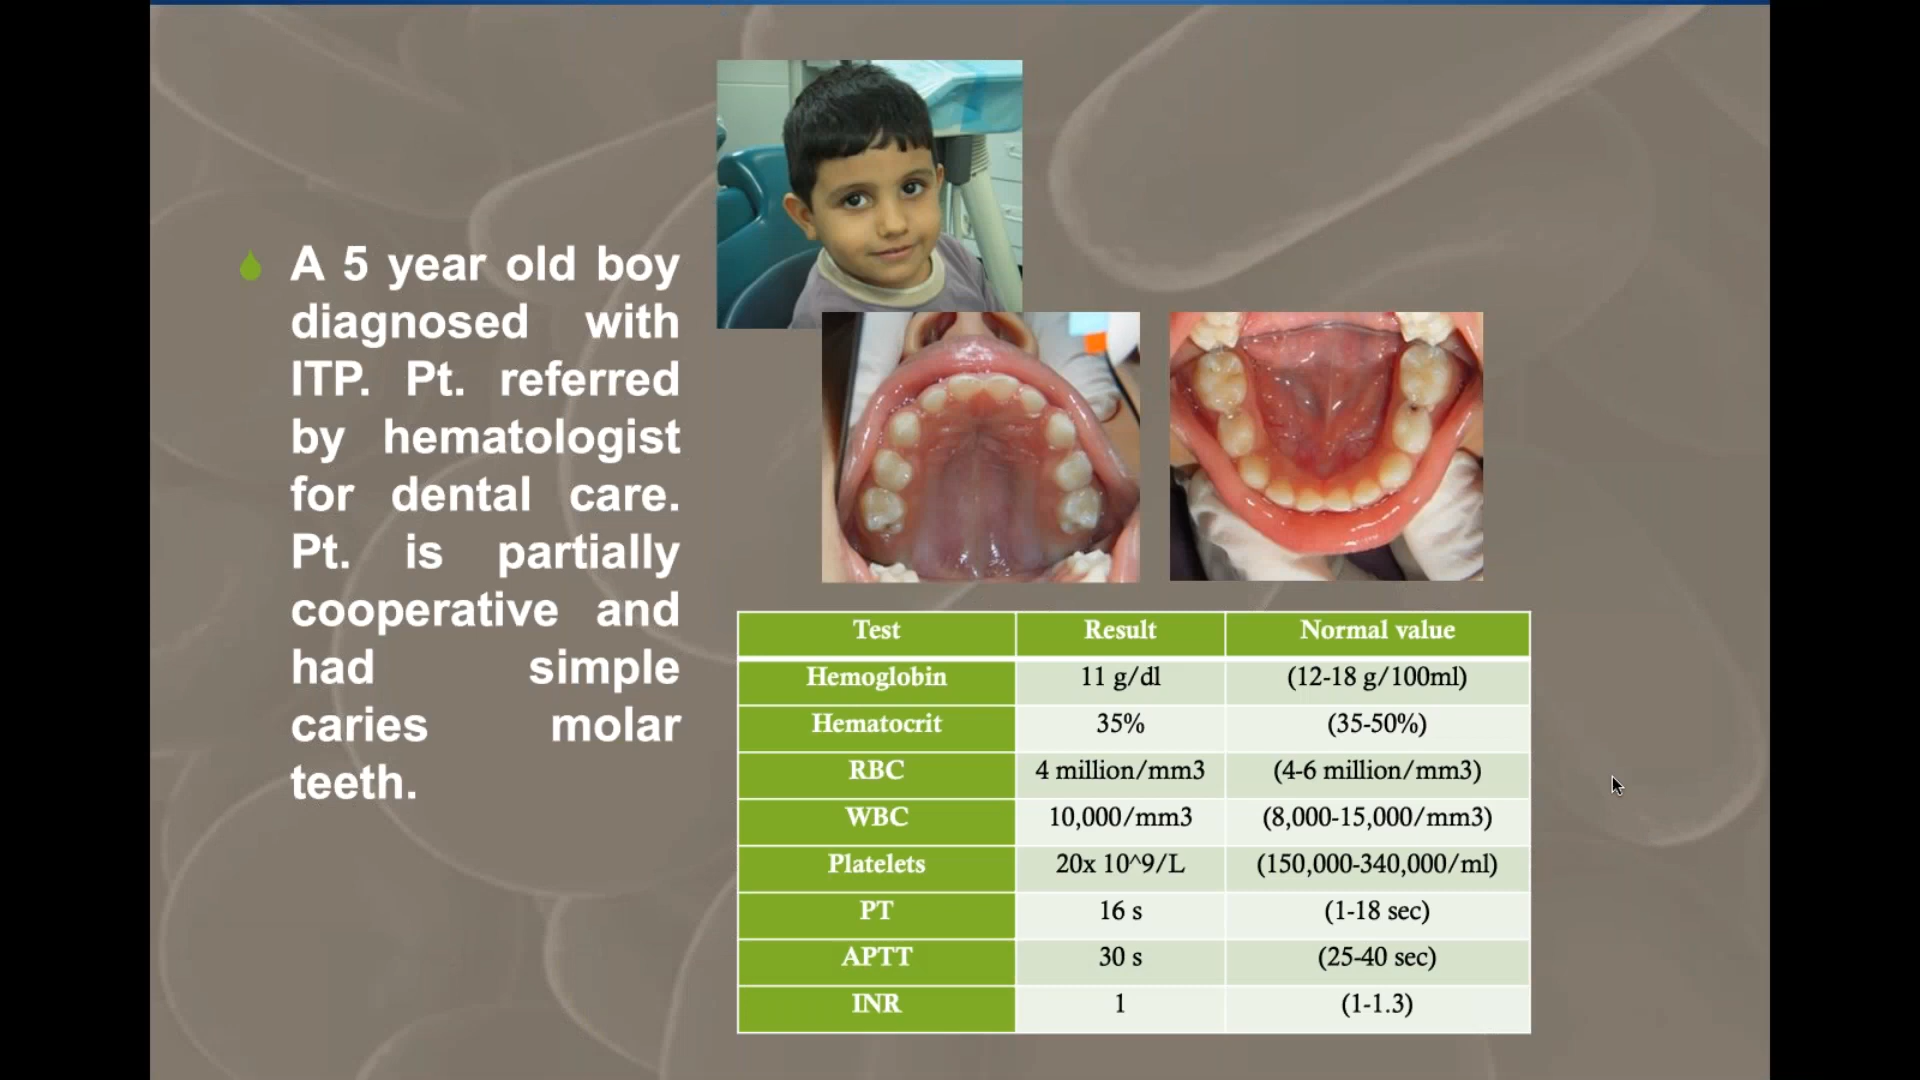 A 5 year old boy
diagnosed with
ITP. Pt. referred
by hematologist
for dental care.
Pt. is partially
cooperative and
had simple
caries molar
teeth.
Test Result Normal value
Hemoglobin 11 g/dl (12-18 g/100ml)
Hematocrit 35% (35-50%)
RBC 4 million/mm3 (4-6 million/mm3)
WBC 10,000/mm3 (8,000-15,000/mm3)
Platelets 20x 10^9/L (150,000-340,000/ml)
PT 16 s (1-18 sec)
APTT 30 s (25-40 sec)
INR 1 (1-1.3)